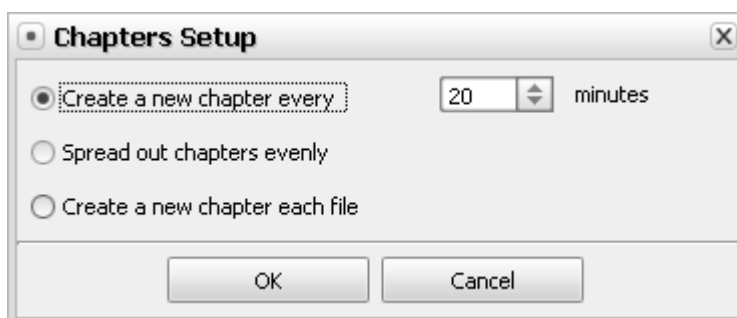 Chapters Setup
Create a new chapter every 20 minutes
Spread out chapters evenly
Create a new chapter each file
OK Cancel